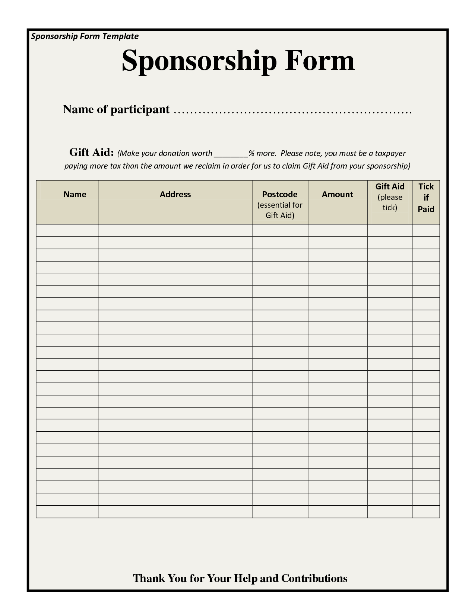 Sponsorship Form Template
Sponsorship Form
Name of participant ……………………………………………………
Gift Aid: (Make your donation worth ________% more. Please note, you must be a taxpayer
paying more tax than the amount we reclaim in order for us to claim Gift Aid from your sponsorship)
Name Address Postcode (essential for Gift Aid) Amount Gift Aid (please tick) Tick if Paid
Thank You for Your Help and Contributions